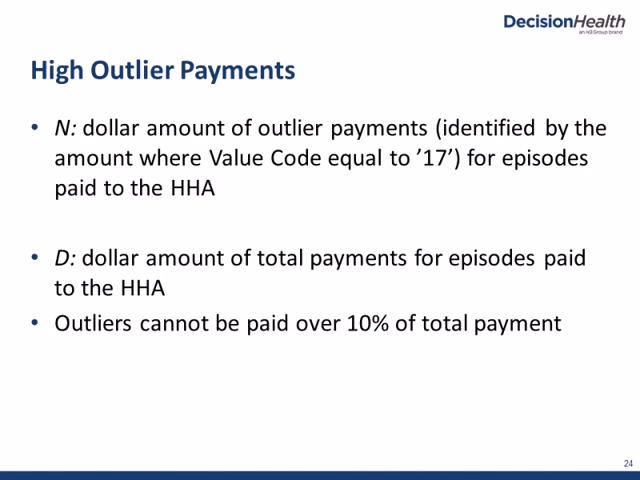 DecisionHealth
an H3.Group brand
High Outlier Payments
• N: dollar amount of outlier payments (identified by the
amount where Value Code equal to ’17’) for episodes
paid to the HHA
• D: dollar amount of total payments for episodes paid
to the HHA
• Outliers cannot be paid over 10% of total payment
24